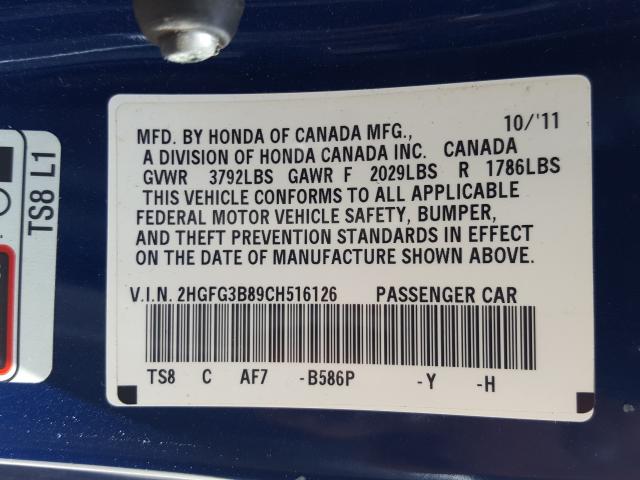 MFD. BY HONDA OF CANADA MFG., 10/'11
A DIVISION OF HONDA CANADA INC. CANADA
GVWR 3792LBS GAWR F 2029LBS R 1786LBS
THIS VEHICLE CONFORMS TO ALL APPLICABLE
FEDERAL MOTOR VEHICLE SAFETY, BUMPER,
AND THEFT PREVENTION STANDARDS IN EFFECT
ON THE DATE OF MANUFACTURE SHOWN ABOVE.
V.I.N. 2HGFG3B89CH516126 PASSENGER CAR
TS8 C AF7 -B586P -Y -H
TS8 L1